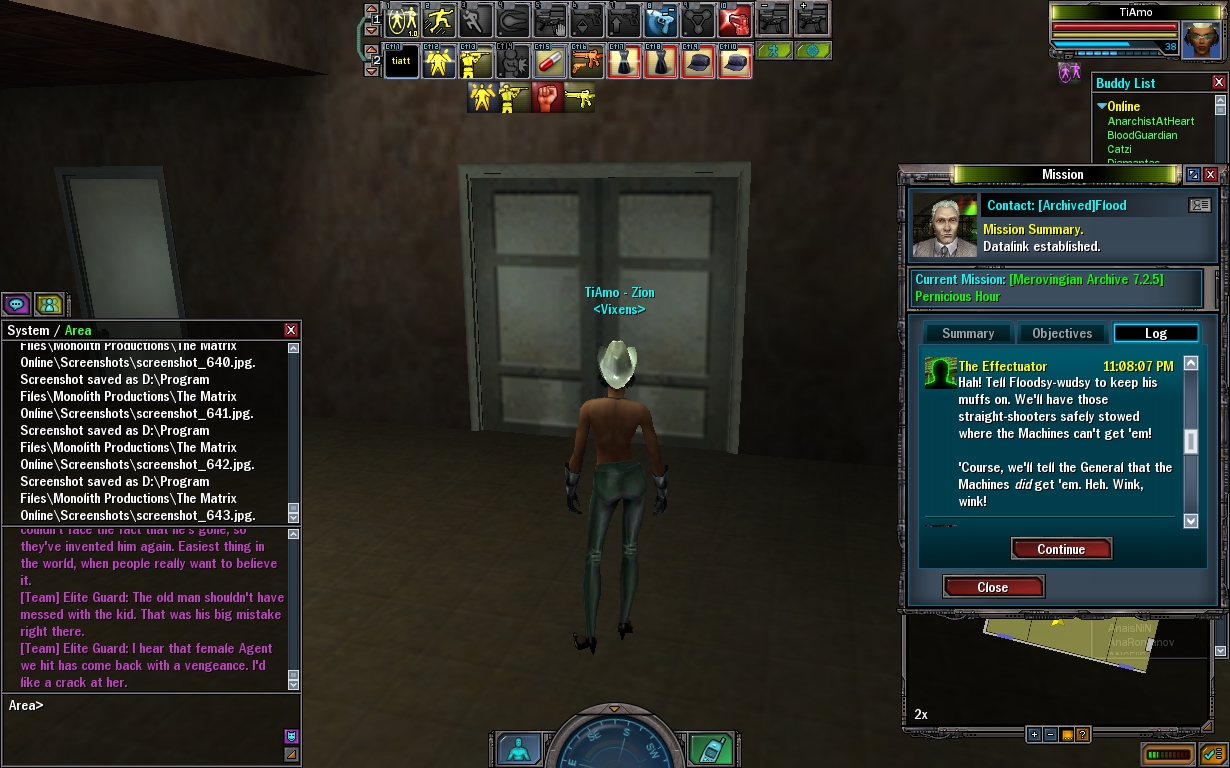 TiAmo
38
1
1.0
2
tiatt
Buddy List
Online
AnarchistAtHeart
BloodGuardian
Catzi
Diamantas
Mission
Contact: [Archived]Flood
Mission Summary.
Datalink established.
Current Mission: [Merovingian Archive 7.2.5]
Pernicious Hour
Summary
Objectives
Log
The Effectuator
11:08:07 PM
Hah! Tell Floodsy-wudsy to keep his
muffs on. We'll have those
straight-shooters safely stowed
where the Machines can't get 'em!
'Course, we'll tell the General that the
Machines did get 'em. Heh. Wink,
wink!
Continue
Close
TiAmo - Zion
<Vixens>
System / Area
Files\Monolith Productions\The Matrix
Online\Screenshots\screenshot_640.jpg.
Screenshot saved as D:\Program
Files\Monolith Productions\The Matrix
Online\Screenshots\screenshot_641.jpg.
Screenshot saved as D:\Program
Files\Monolith Productions\The Matrix
Online\Screenshots\screenshot_642.jpg.
Screenshot saved as D:\Program
Files\Monolith Productions\The Matrix
Online\Screenshots\screenshot_643.jpg.
couldn't face the fact that he's gone, so
they've invented him again. Easiest thing in
the world, when people really want to believe
it.
[Team] Elite Guard: The old man shouldn't have
messed with the kid. That was his big mistake
right there.
[Team] Elite Guard: I hear that female Agent
we hit has come back with a vengeance. I'd
like a crack at her.
Area>
AnaisNiN
AnaRomanov
2x
E
SE
S
SW